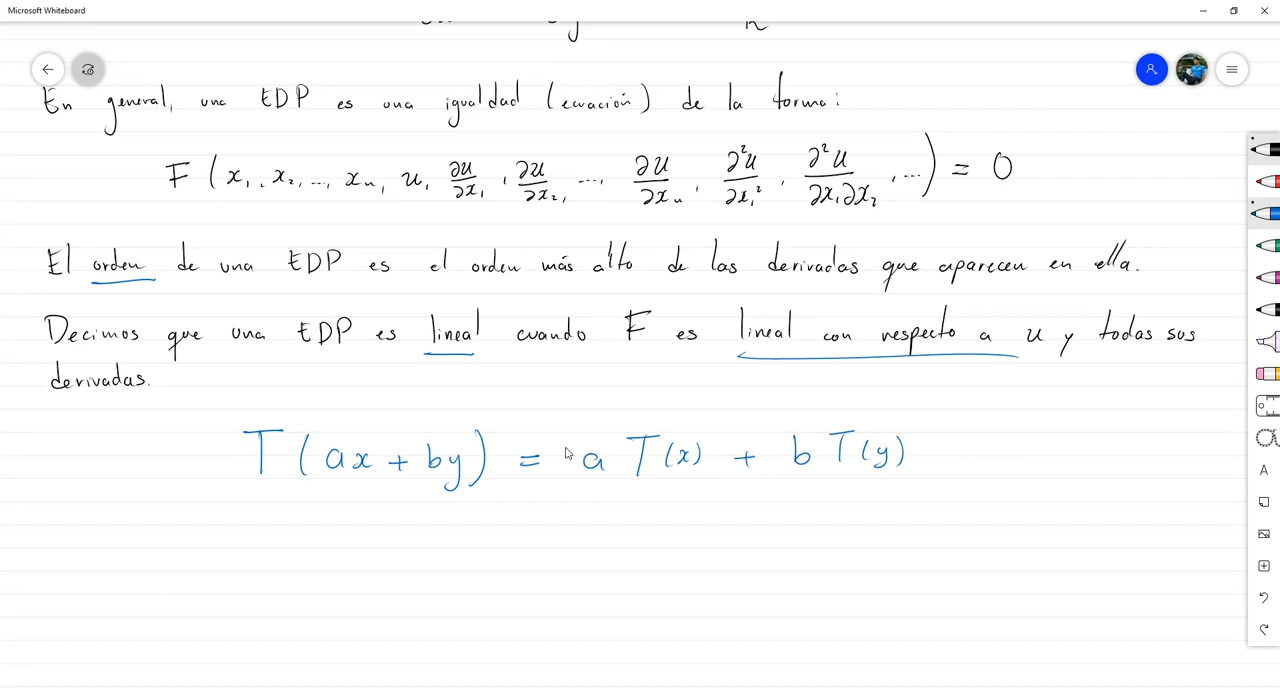 Microsoft Whiteboard
En general, una EDP es una igualdad (ecuación) de la forma:
F ( x₁, x₂, ..., xₙ, u, ∂u/∂x₁, ∂u/∂x₂, ..., ∂u/∂xₙ, ∂²u/∂x₁², ∂²u/∂x₁∂x₂, ... ) = 0
El orden de una EDP es el orden más alto de las derivadas que aparecen en ella.
Decimos que una EDP es lineal cuando F es lineal con respecto a u y todas sus
derivadas.
T(ax + by) = a T(x) + b T(y)